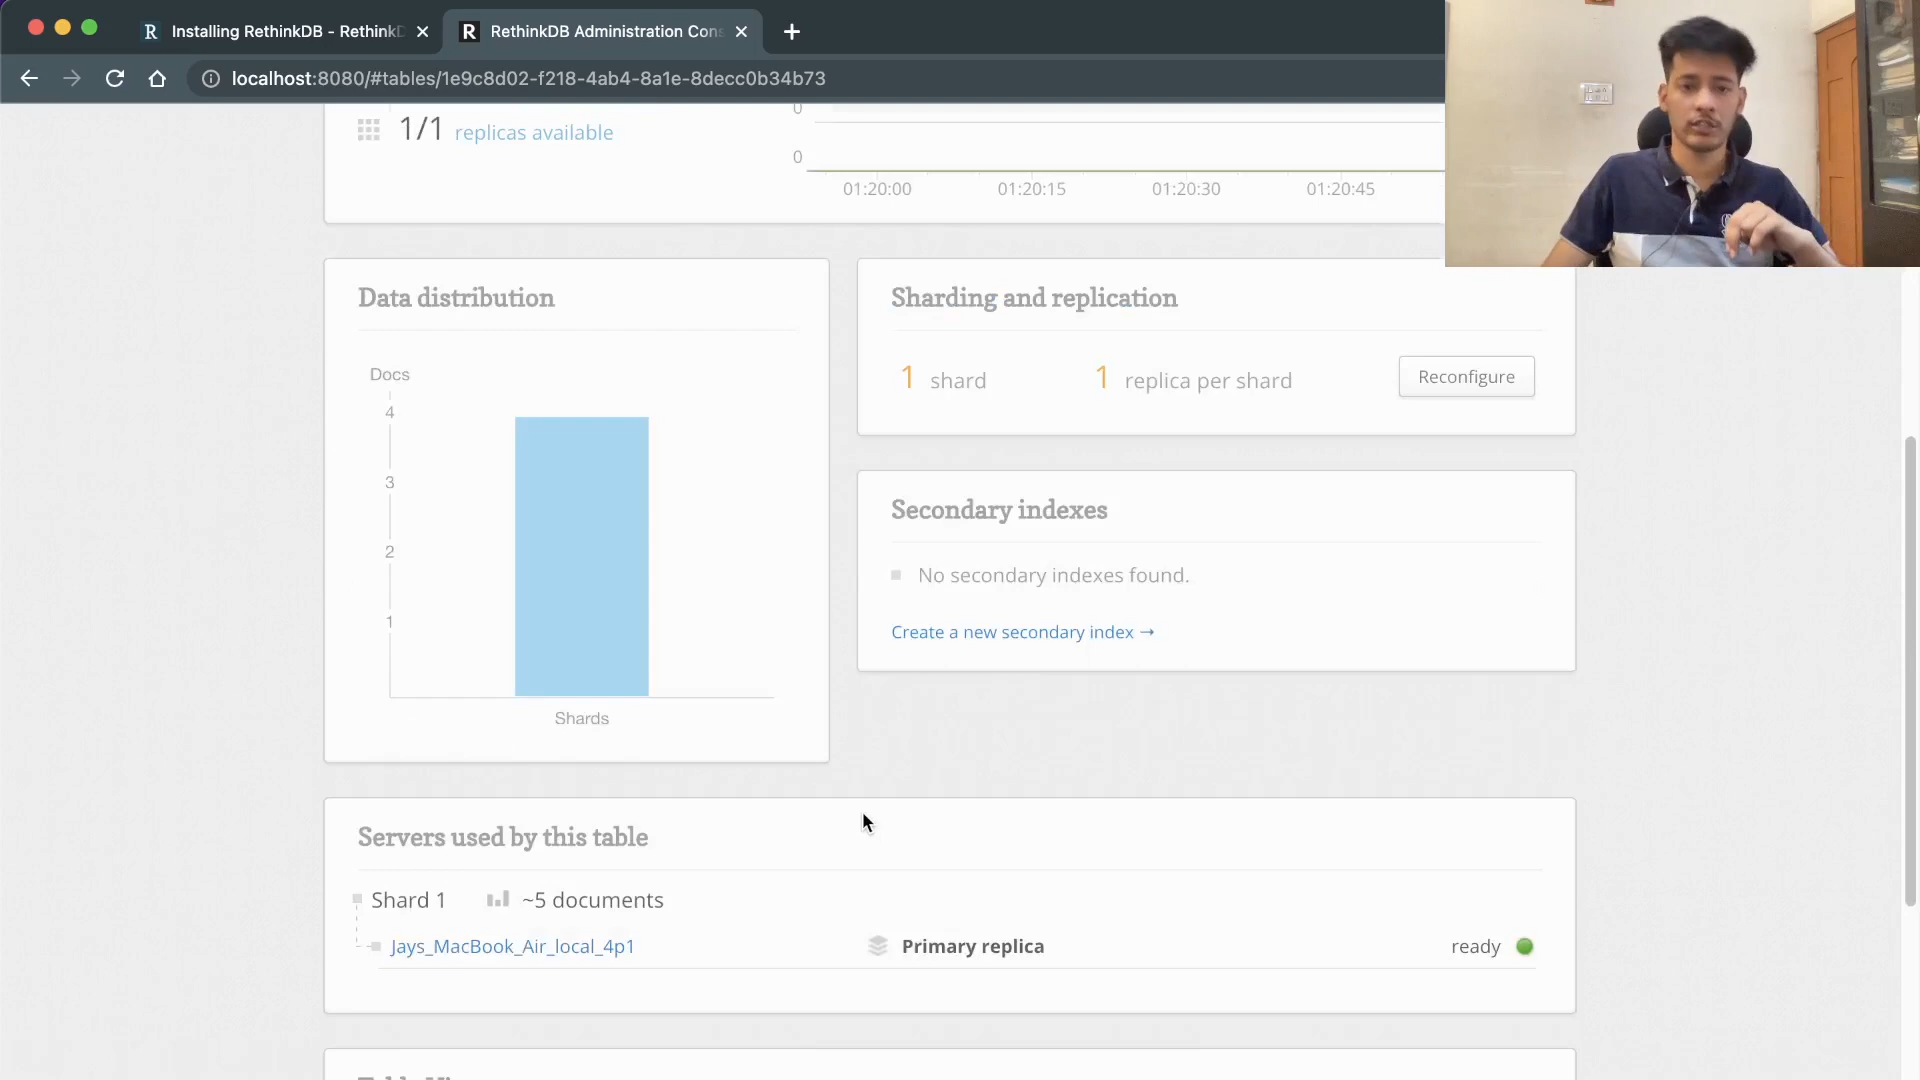 Installing RethinkDB - RethinkD
RethinkDB Administration Cons
localhost:8080/#tables/1e9c8d02-f218-4ab4-8a1e-8decc0b34b73
1/1 replicas available
0
0
01:20:00 01:20:15 01:20:30 01:20:45
Data distribution
Docs
4
3
2
1
Shards
Sharding and replication
1 shard 1 replica per shard Reconfigure
Secondary indexes
No secondary indexes found.
Create a new secondary index →
Servers used by this table
Shard 1 ~5 documents
Jays_MacBook_Air_local_4p1 Primary replica ready